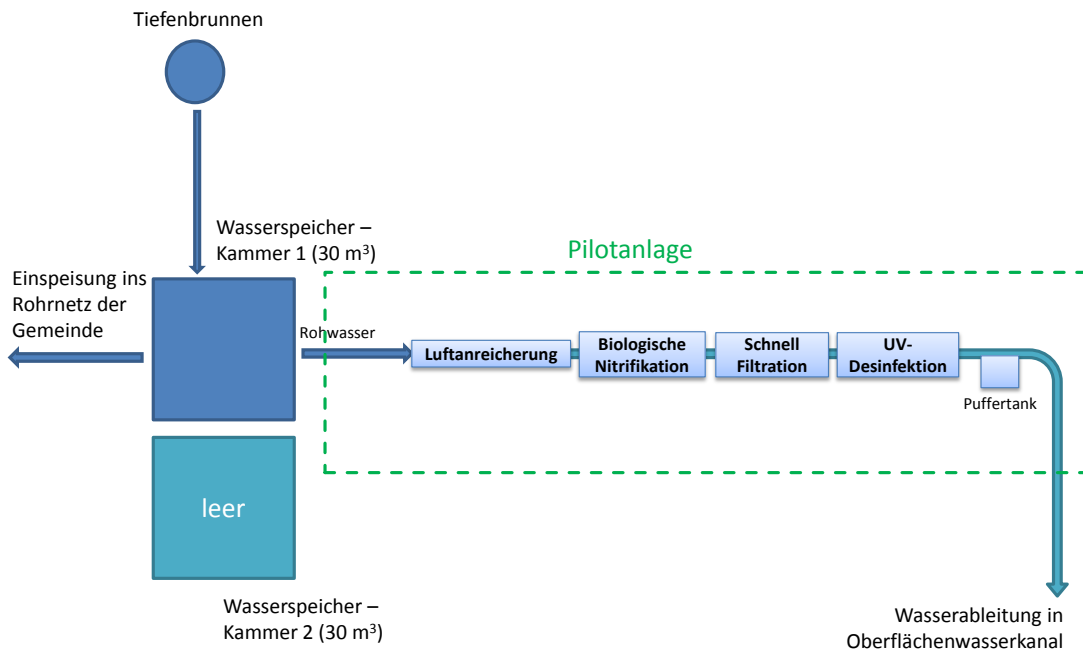 Tiefenbrunnen
Wasserspeicher –
Kammer 1 (30 m³)
Pilotanlage
Einspeisung ins
Rohrnetz der
Gemeinde
Rohwasser
Luftanreicherung
Biologische
Nitrifikation
Schnell
Filtration
UV-
Desinfektion
Puffertank
leer
Wasserspeicher –
Kammer 2 (30 m³)
Wasserableitung in
Oberflächenwasserkanal